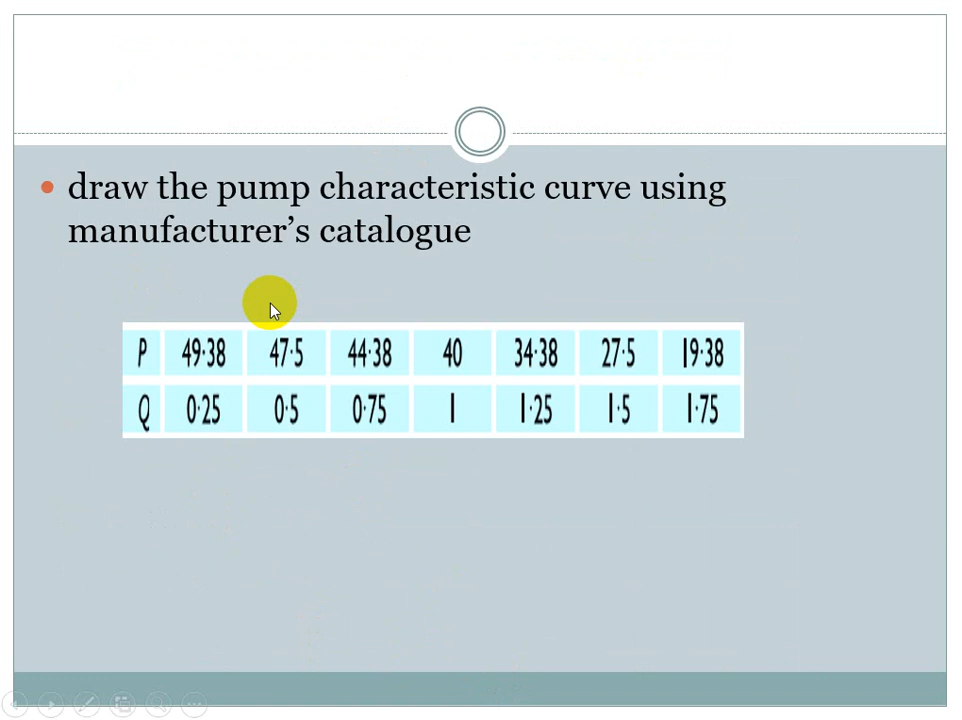 draw the pump characteristic curve using
manufacturer’s catalogue
P 49·38 47·5 44·38 40 34·38 27·5 19·38
Q 0·25 0·5 0·75 1 1·25 1·5 1·75